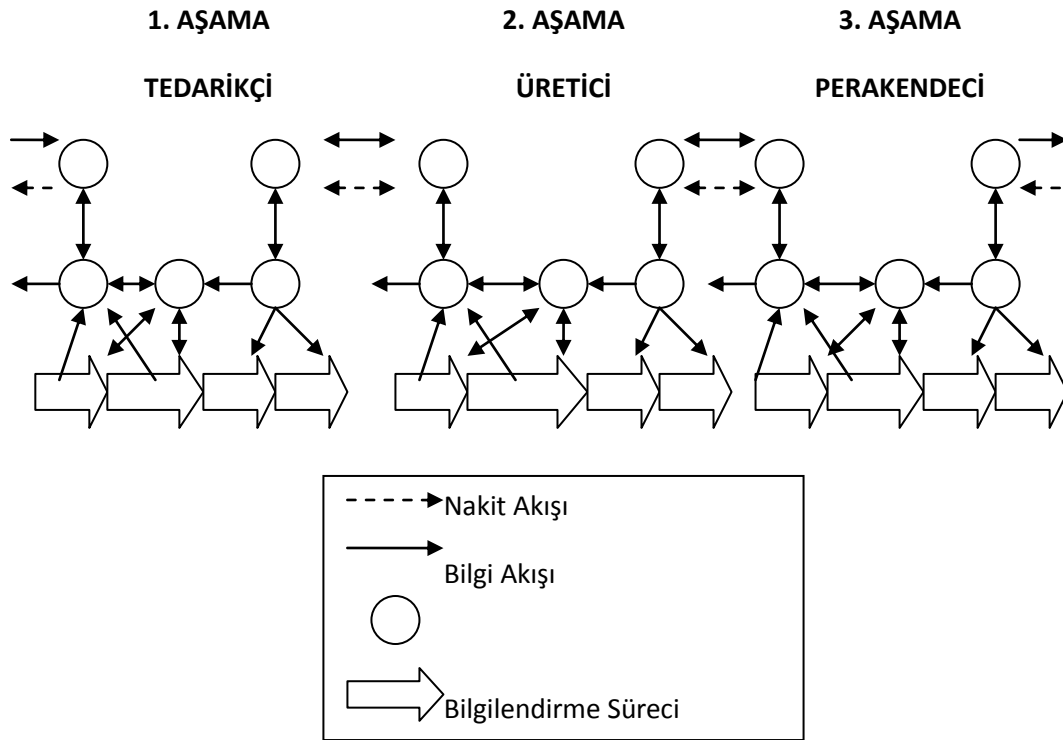 1. AŞAMA 2. AŞAMA 3. AŞAMA
TEDARİKÇİ ÜRETİCİ PERAKENDECİ
Nakit Akışı
Bilgi Akışı
Bilgilendirme Süreci